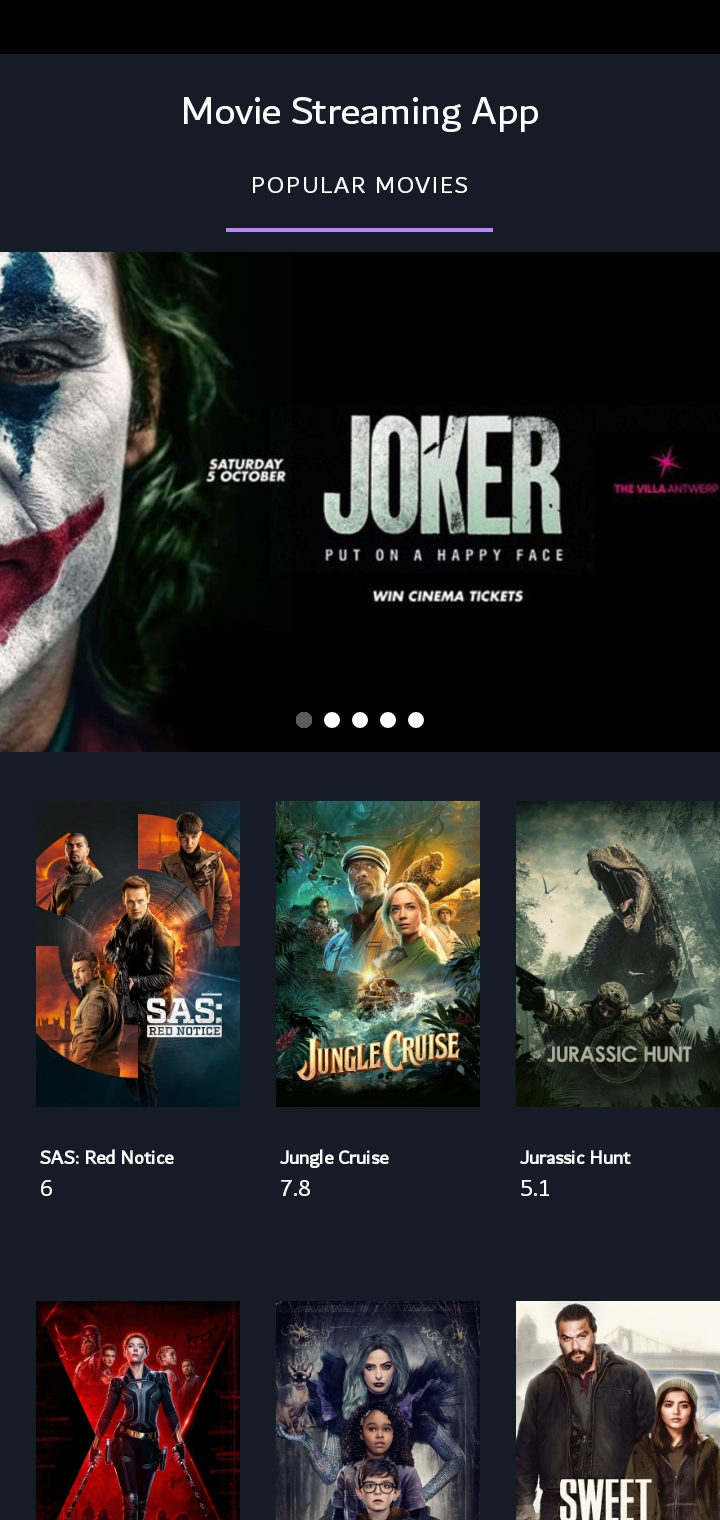 Movie Streaming App
POPULAR MOVIES
SATURDAY
5 OCTOBER
JOKER
PUT ON A HAPPY FACE
WIN CINEMA TICKETS
THE VILLA ANTWERP
SAS:
RED NOTICE
JUNGLE CRUISE
JURASSIC HUNT
SAS: Red Notice
6
Jungle Cruise
7.8
Jurassic Hunt
5.1
SWEET